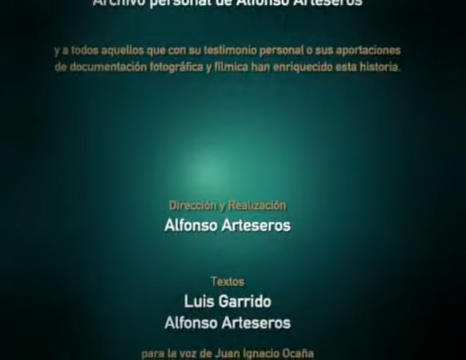 Archivo personal de Alfonso Arteseros
y a todos aquellos que con su testimonio personal o sus aportaciones
de documentación fotográfica y fílmica han enriquecido esta historia.
Dirección y Realización
Alfonso Arteseros
Textos
Luis Garrido
Alfonso Arteseros
para la voz de Juan Ignacio Ocaña